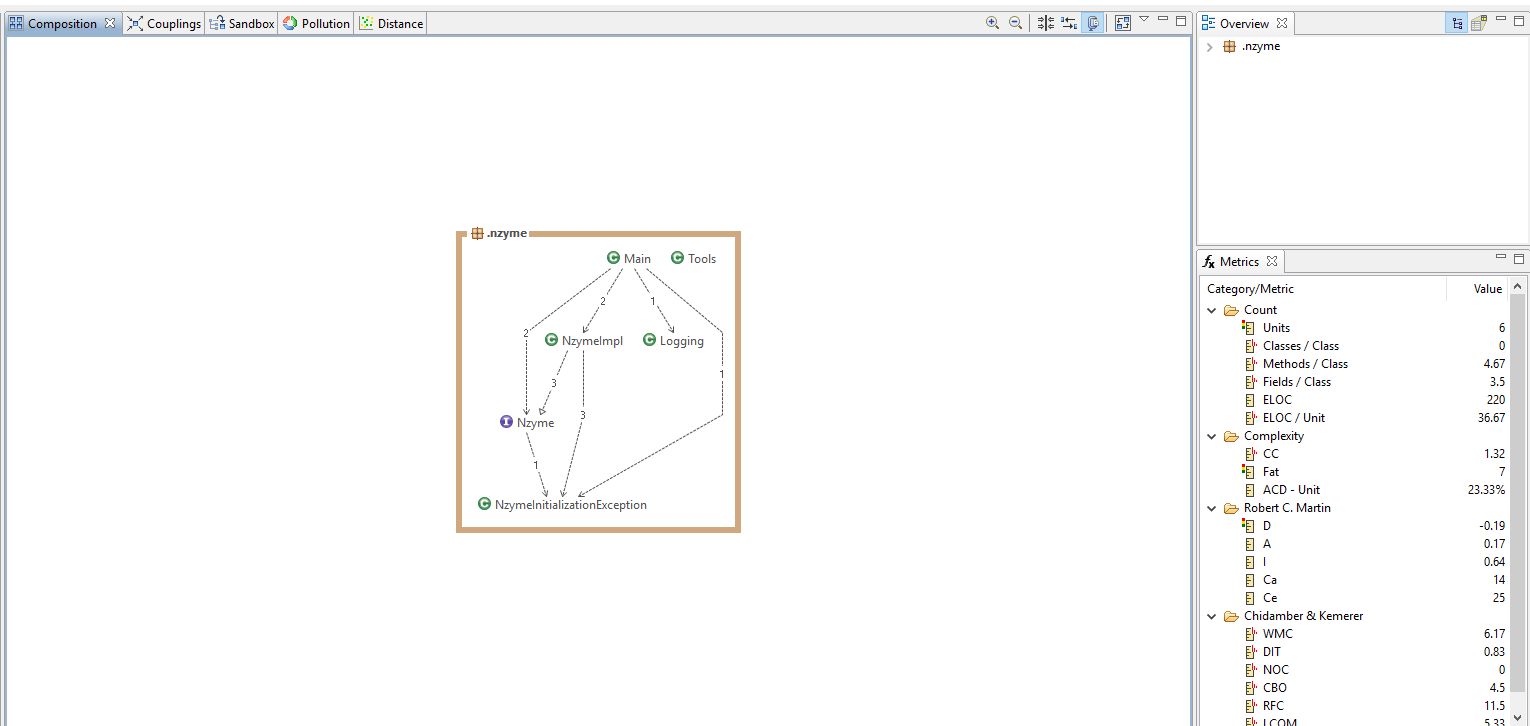 Composition
Couplings
Sandbox
Pollution
Distance
.nzyme
Main
Tools
2
1
2
NzymeImpl
Logging
1
3
3
Nzyme
1
NzymeInitializationException
Overview
.nzyme
Metrics
Category/Metric Value
Count
Units 6
Classes / Class 0
Methods / Class 4.67
Fields / Class 3.5
ELOC 220
ELOC / Unit 36.67
Complexity
CC 1.32
Fat 7
ACD - Unit 23.33%
Robert C. Martin
D -0.19
A 0.17
I 0.64
Ca 14
Ce 25
Chidamber & Kemerer
WMC 6.17
DIT 0.83
NOC 0
CBO 4.5
RFC 11.5
LCOM 5.33